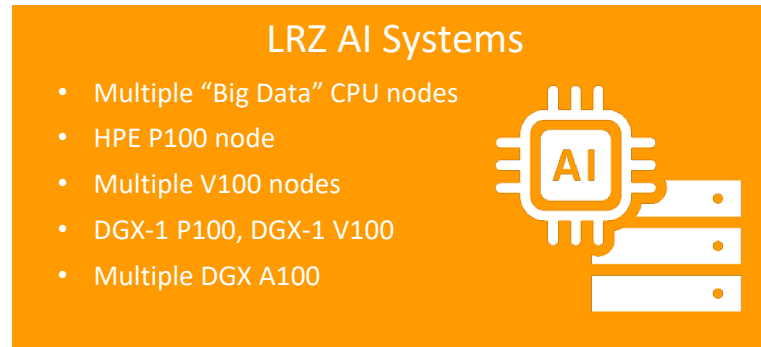 LRZ AI Systems
• Multiple “Big Data” CPU nodes
• HPE P100 node
• Multiple V100 nodes
• DGX-1 P100, DGX-1 V100
• Multiple DGX A100
AI